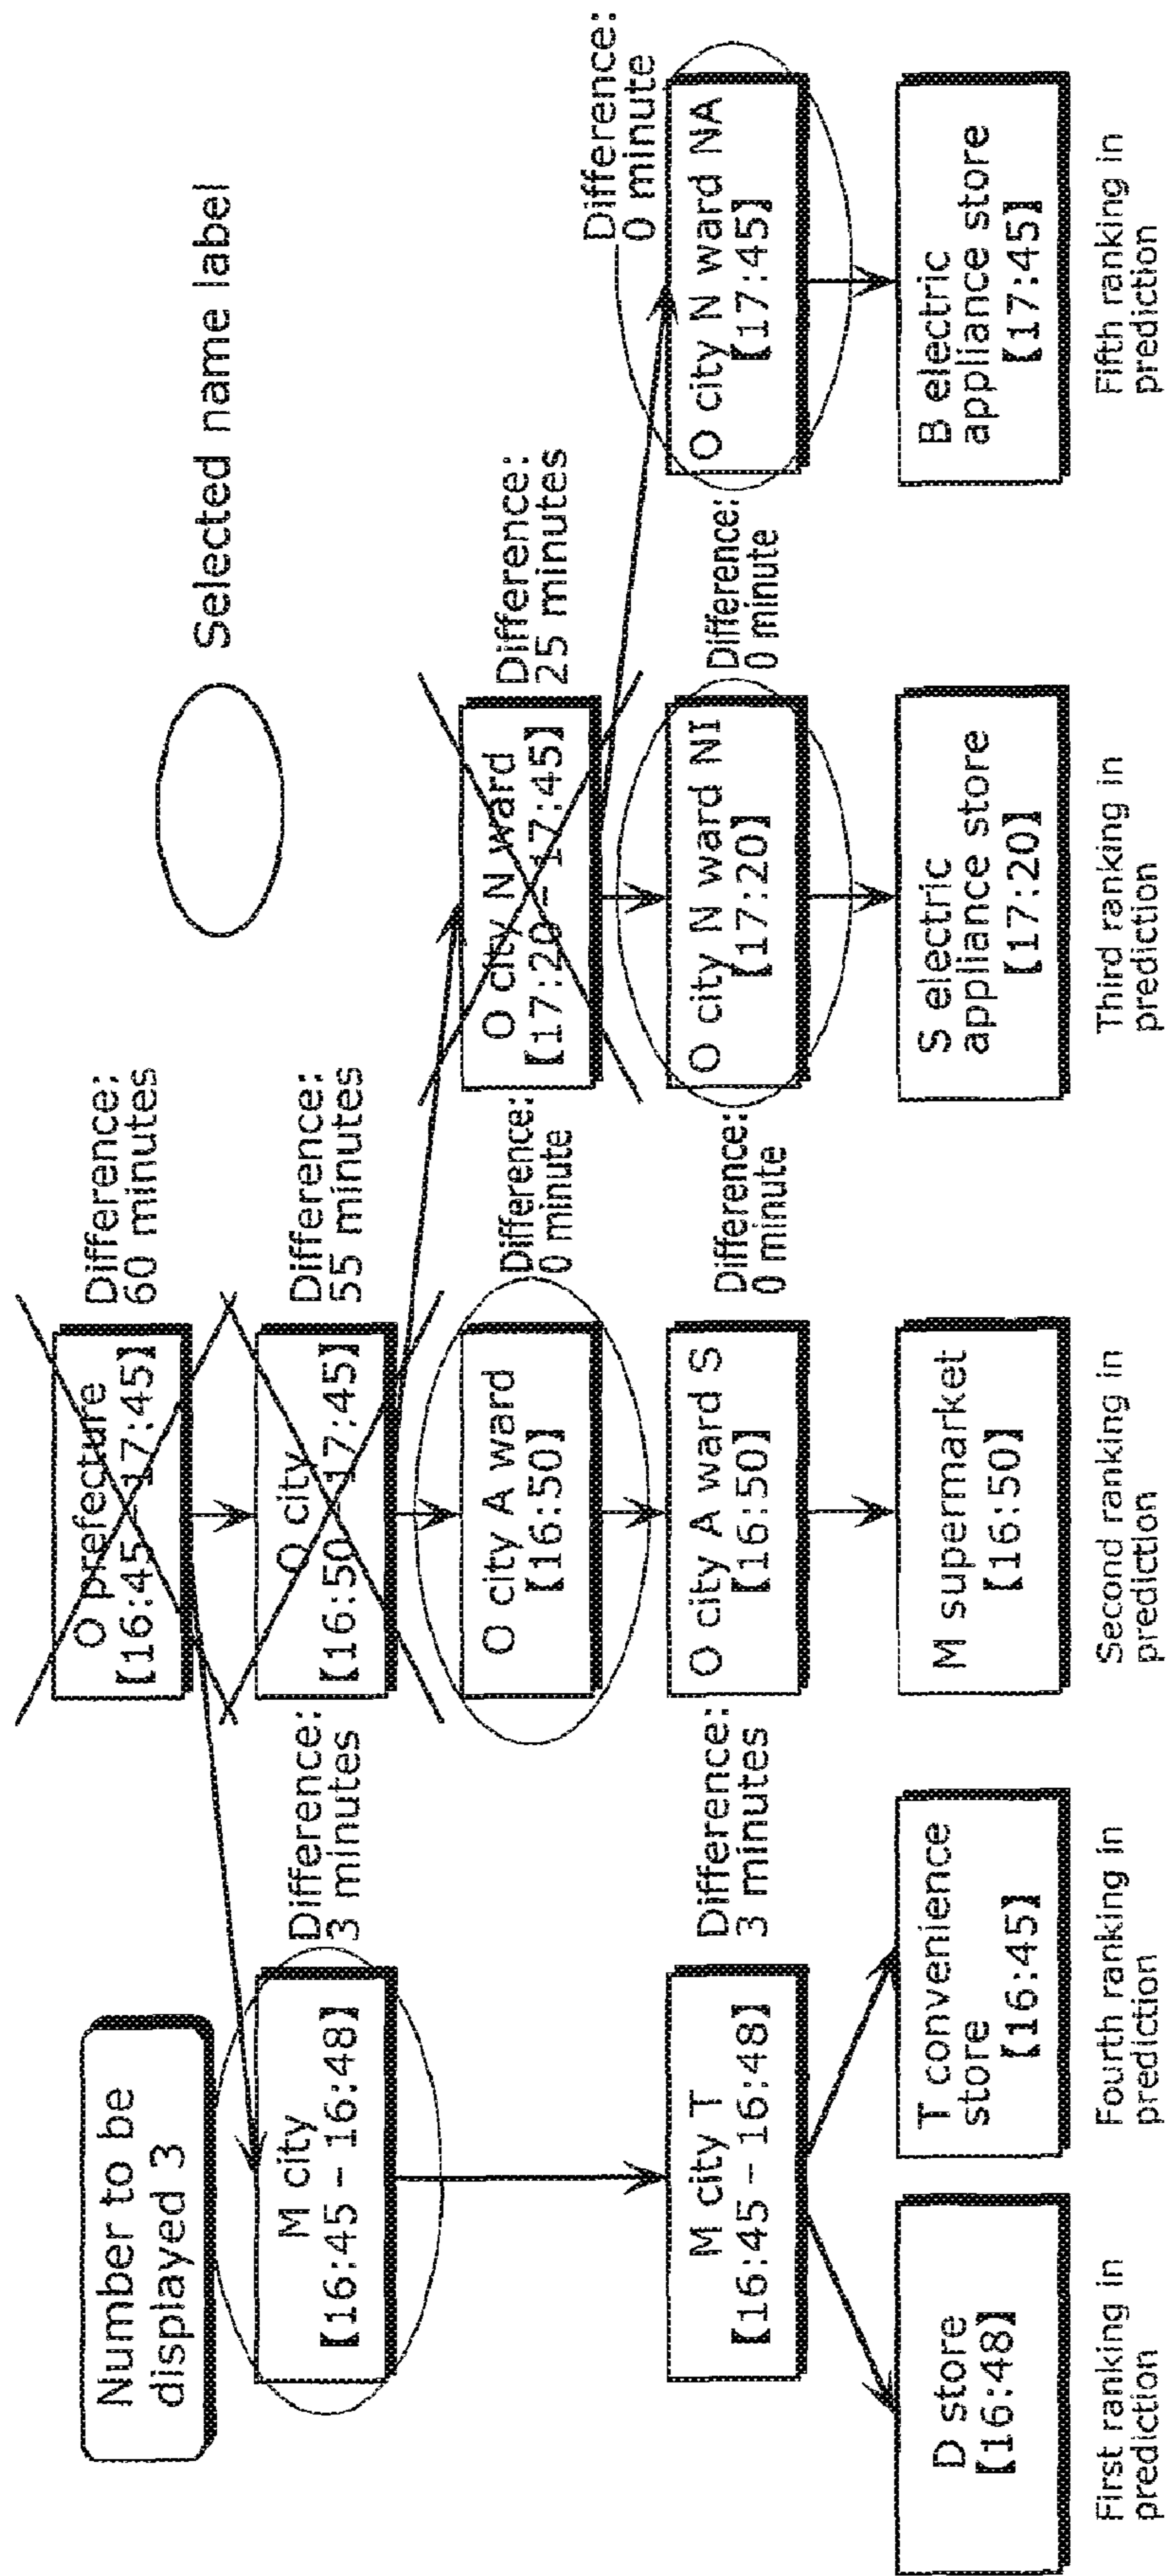 Number to be
displayed 3
O prefecture
【16:45-17:45】
Difference:
60 minutes
Selected name label
M city
【16:45 – 16:48】
Difference:
3 minutes
O city
【16:50-17:45】
Difference:
55 minutes
O city A ward
【16:50】
Difference:
0 minute
O city N ward
【17:20 – 17:45】
Difference:
25 minutes
M city T
【16:45 – 16:48】
Difference:
3 minutes
O city A ward S
【16:50】
Difference:
0 minute
O city N ward NI
【17:20】
Difference:
0 minute
O city N ward NA
【17:45】
Difference:
0 minute
D store
【16:48】
T convenience
store
【16:45】
M supermarket
【16:50】
S electric
appliance store
【17:20】
B electric
appliance store
【17:45】
First ranking in
prediction
Fourth ranking in
prediction
Second ranking in
prediction
Third ranking in
prediction
Fifth ranking in
prediction